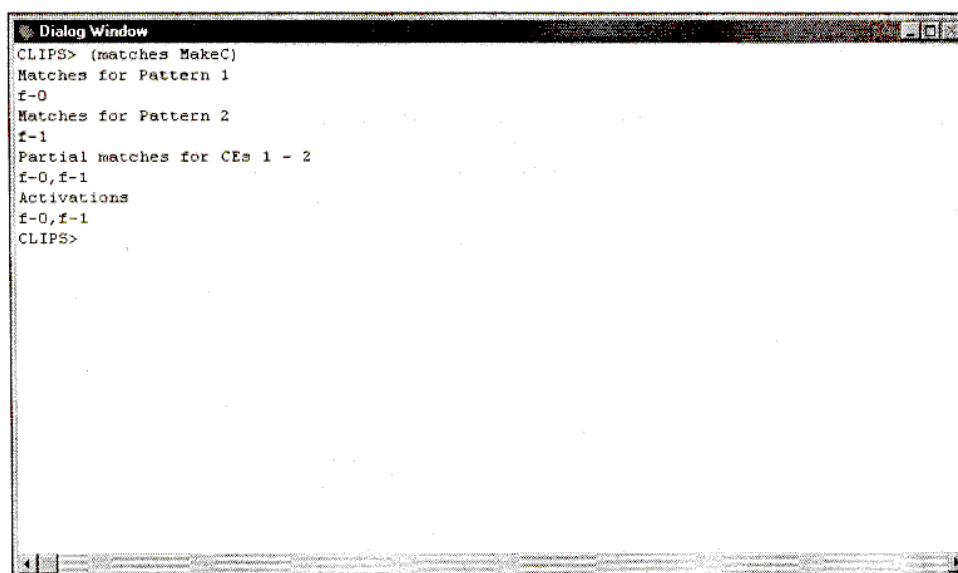 Dialog Window
CLIPS> (matches MakeC)
Matches for Pattern 1
f-0
Matches for Pattern 2
f-1
Partial matches for CEs 1 - 2
f-0,f-1
Activations
f-0,f-1
CLIPS>